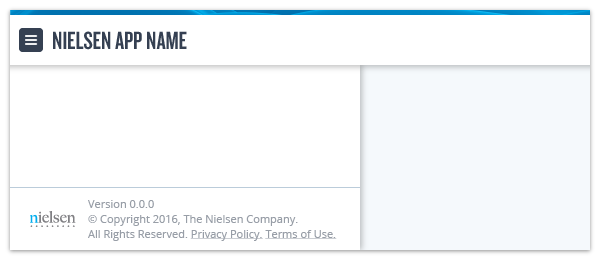 NIELSEN APP NAME
Version 0.0.0
nielsen
© Copyright 2016, The Nielsen Company.
All Rights Reserved. Privacy Policy. Terms of Use.